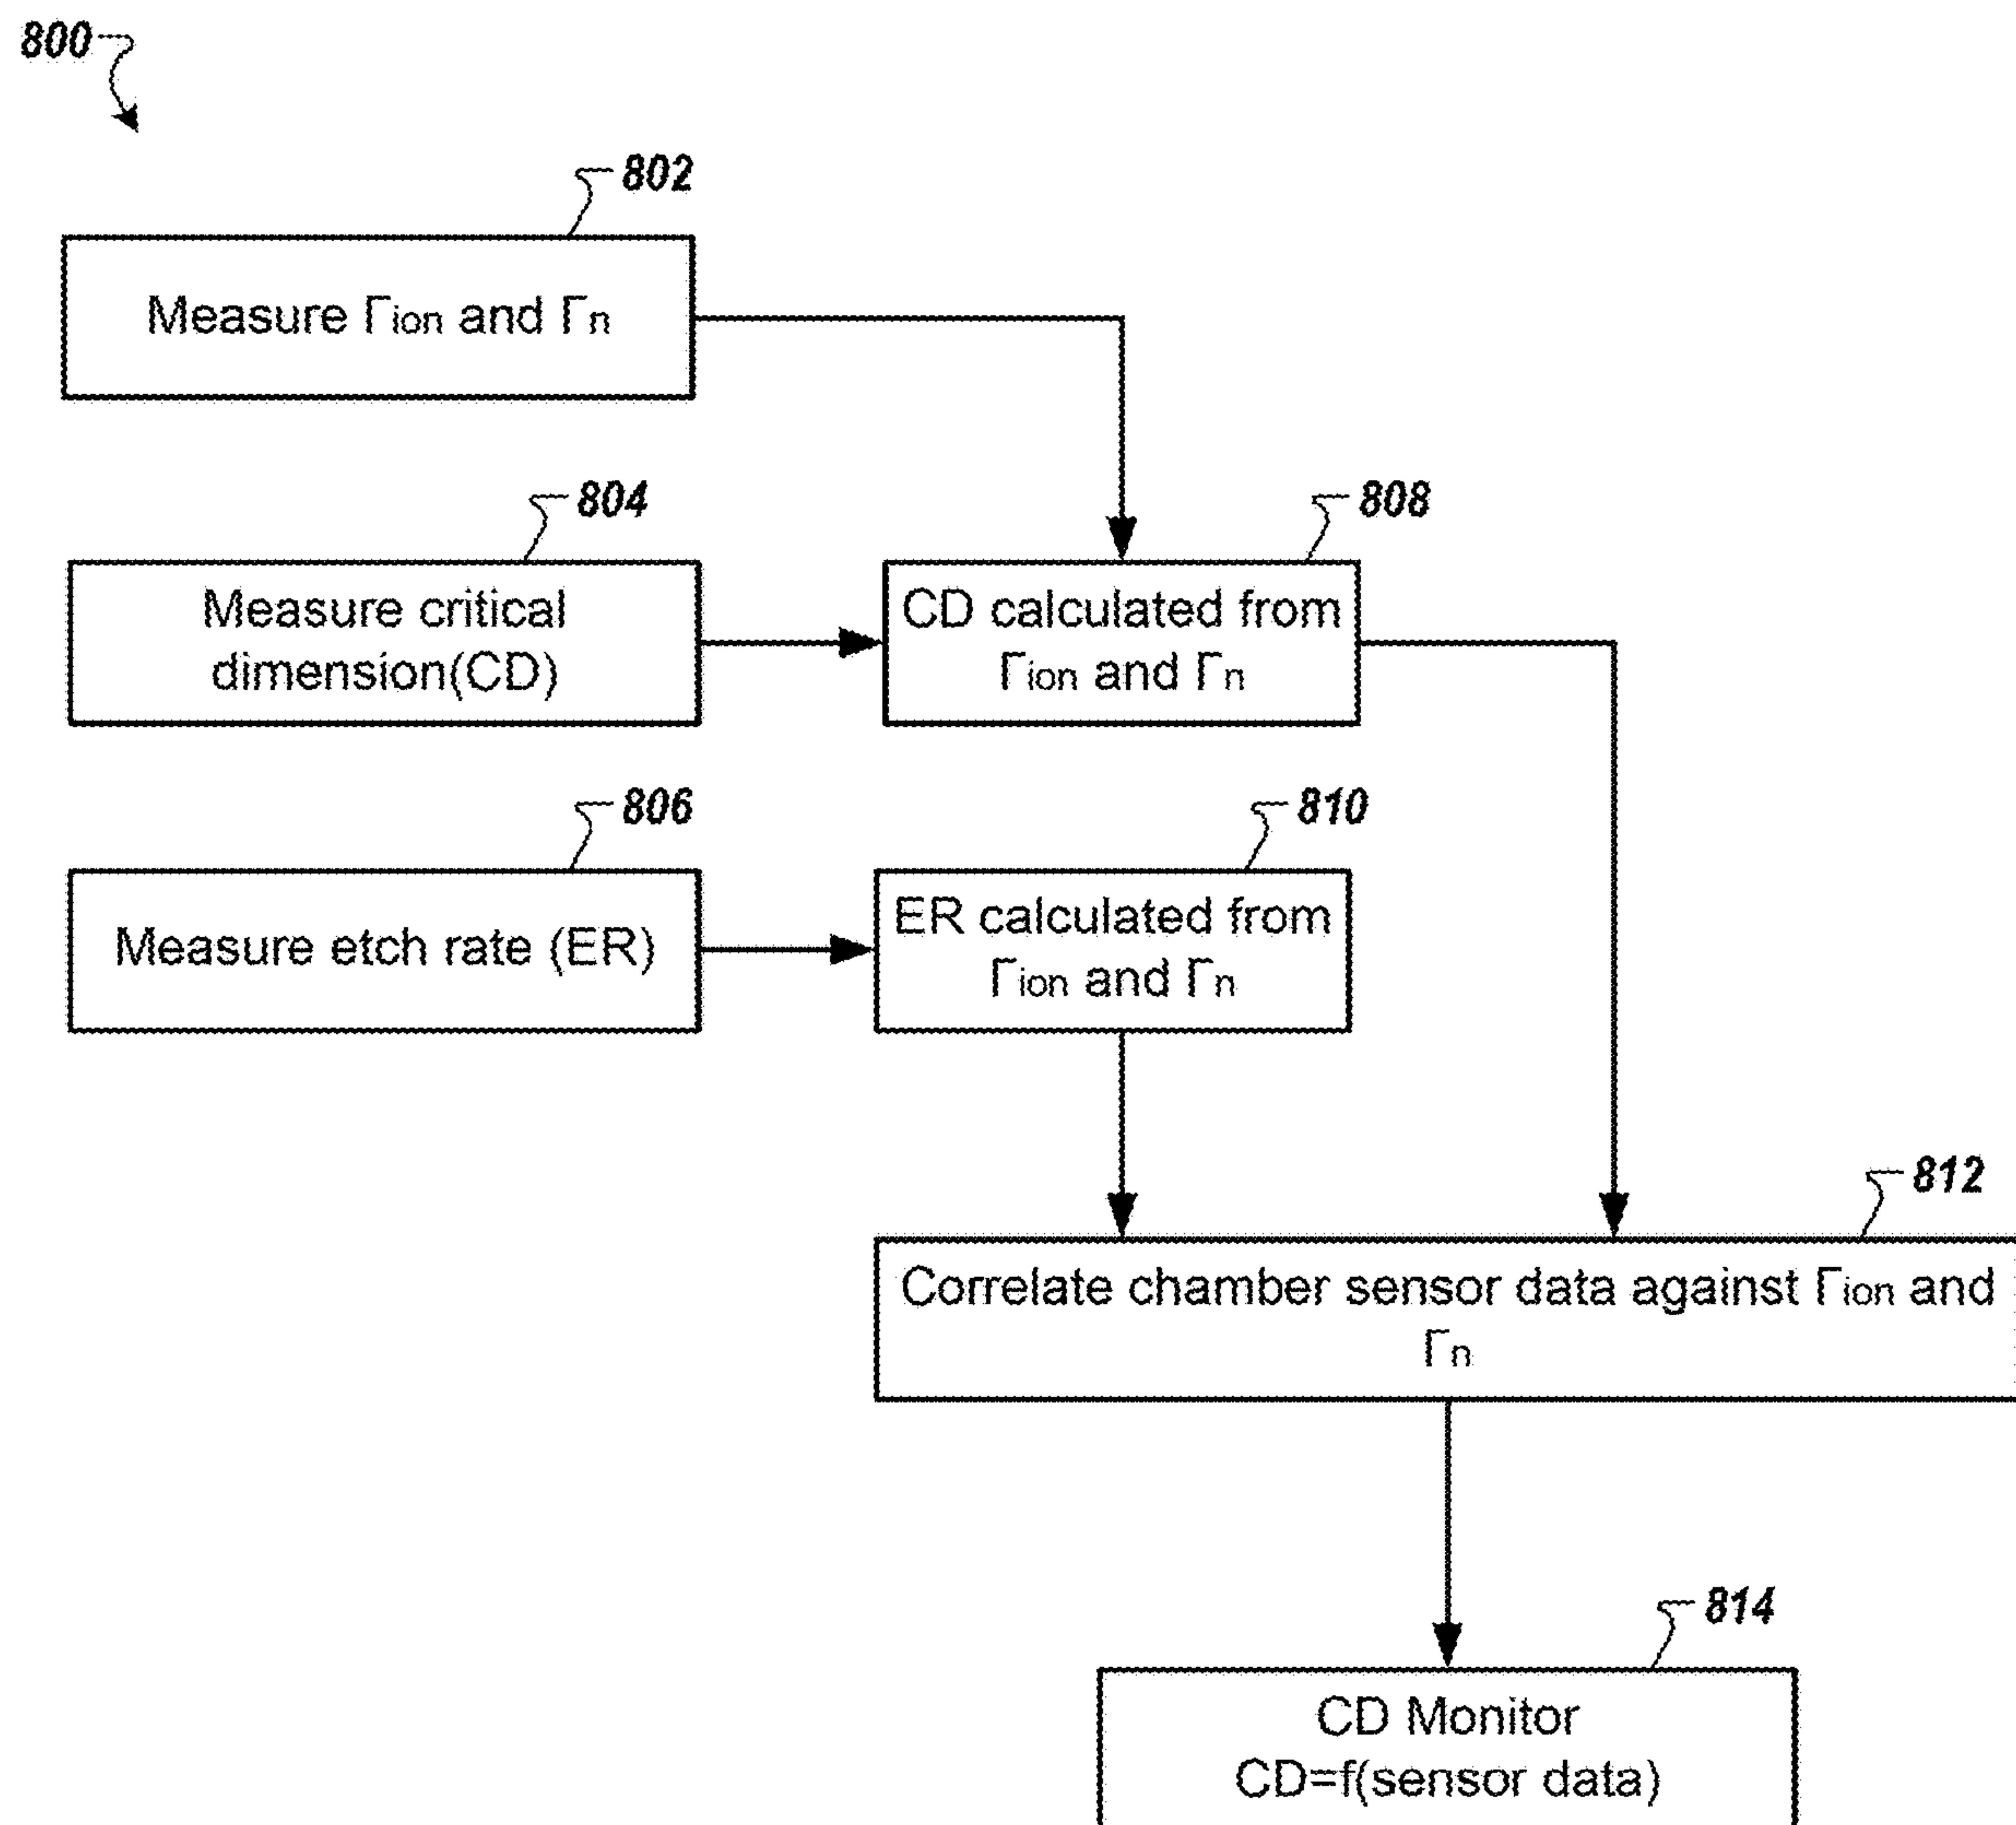 800
802
Measure Γion and Γn
804
Measure critical
dimension(CD)
808
CD calculated from
Γion and Γn
806
Measure etch rate (ER)
810
ER calculated from
Γion and Γn
812
Correlate chamber sensor data against Γion and
Γn
814
CD Monitor
CD=f(sensor data)